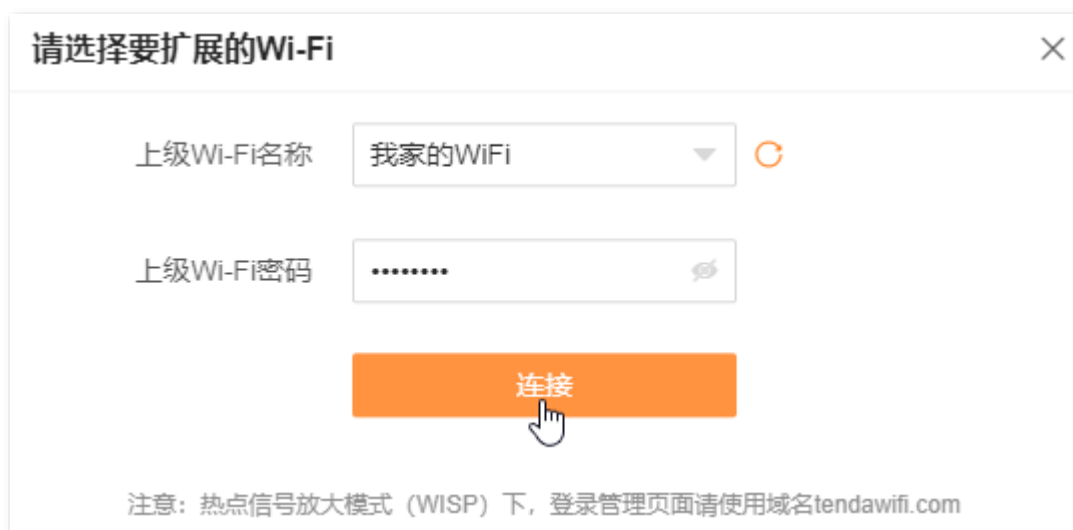 请选择要扩展的Wi-Fi
上级Wi-Fi名称 我家的WiFi
上级Wi-Fi密码 ••••••••
连接
注意：热点信号放大模式（WISP）下，登录管理页面请使用域名tendawifi.com